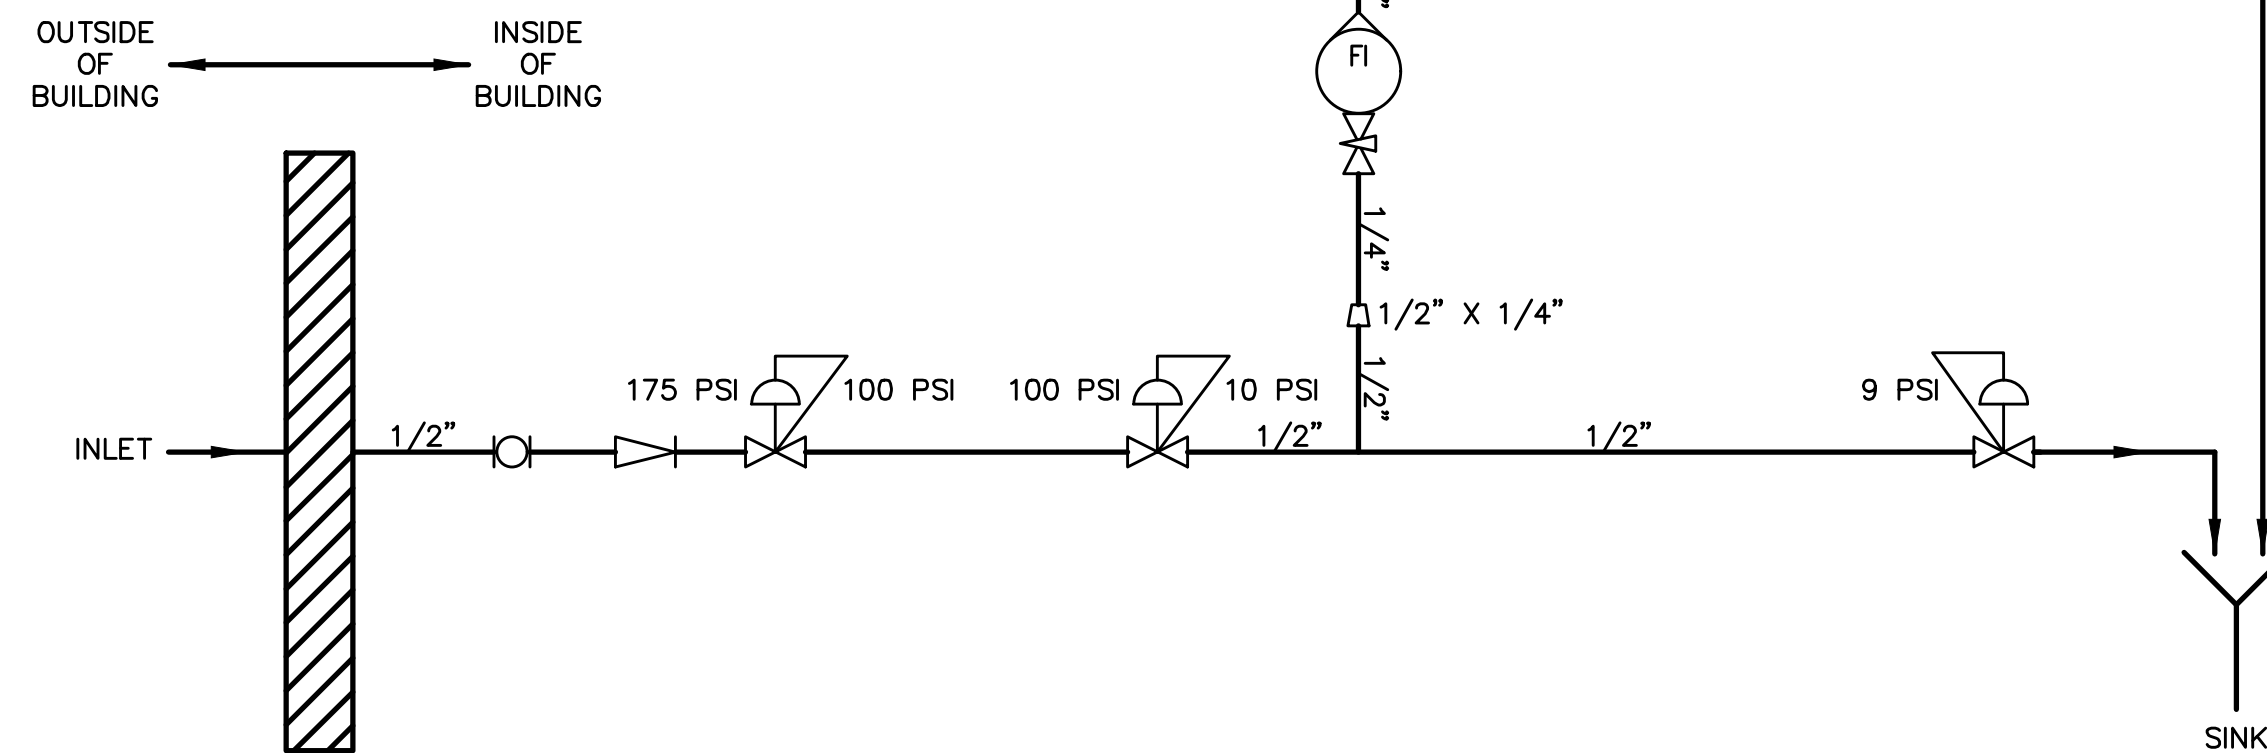 OUTSIDE
OF
BUILDING
INSIDE
OF
BUILDING
FI
1/4”
1/2” X 1/4”
1/2”
175 PSI
100 PSI
100 PSI
10 PSI
9 PSI
INLET
1/2”
1/2”
1/2”
SINK